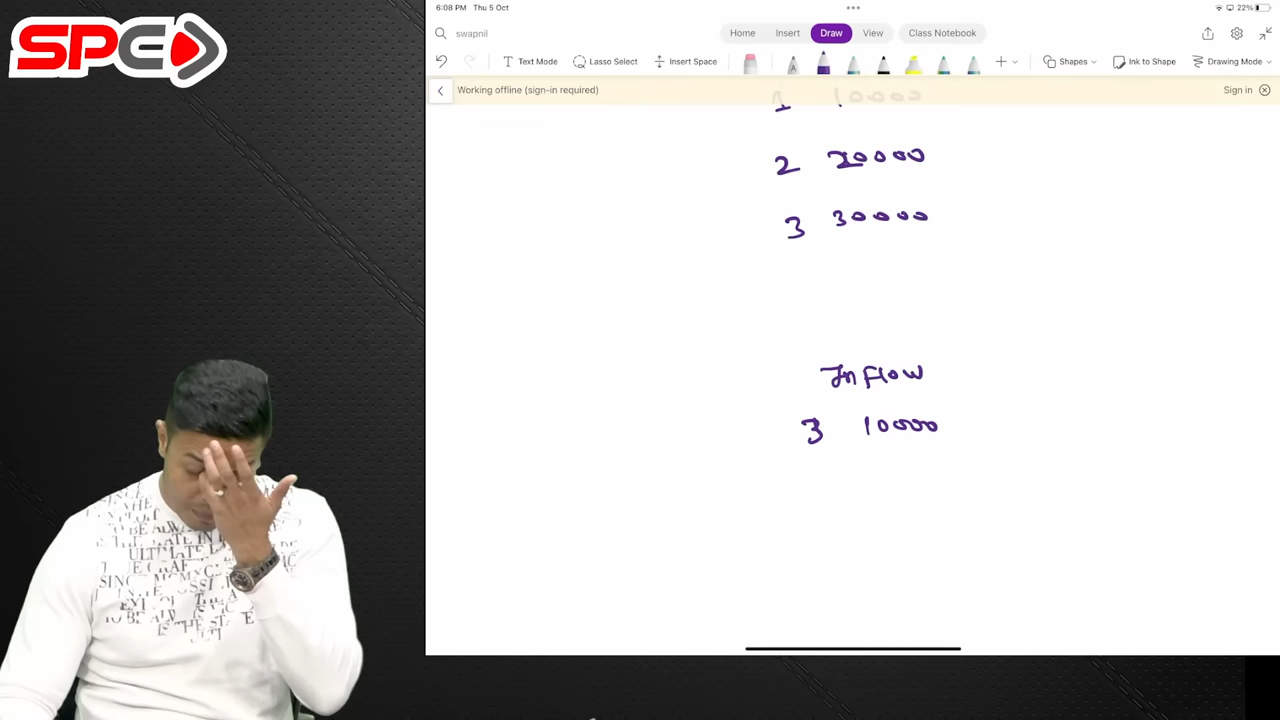 SPE
6:08 PM Thu 5 Oct
22%
swapnil
Home Insert Draw View Class Notebook
Text Mode Lasso Select Insert Space Shapes Ink to Shape Drawing Mode
Working offline (sign-in required) Sign in
1 10000
2 20000
3 30000
InFlow
3 10000